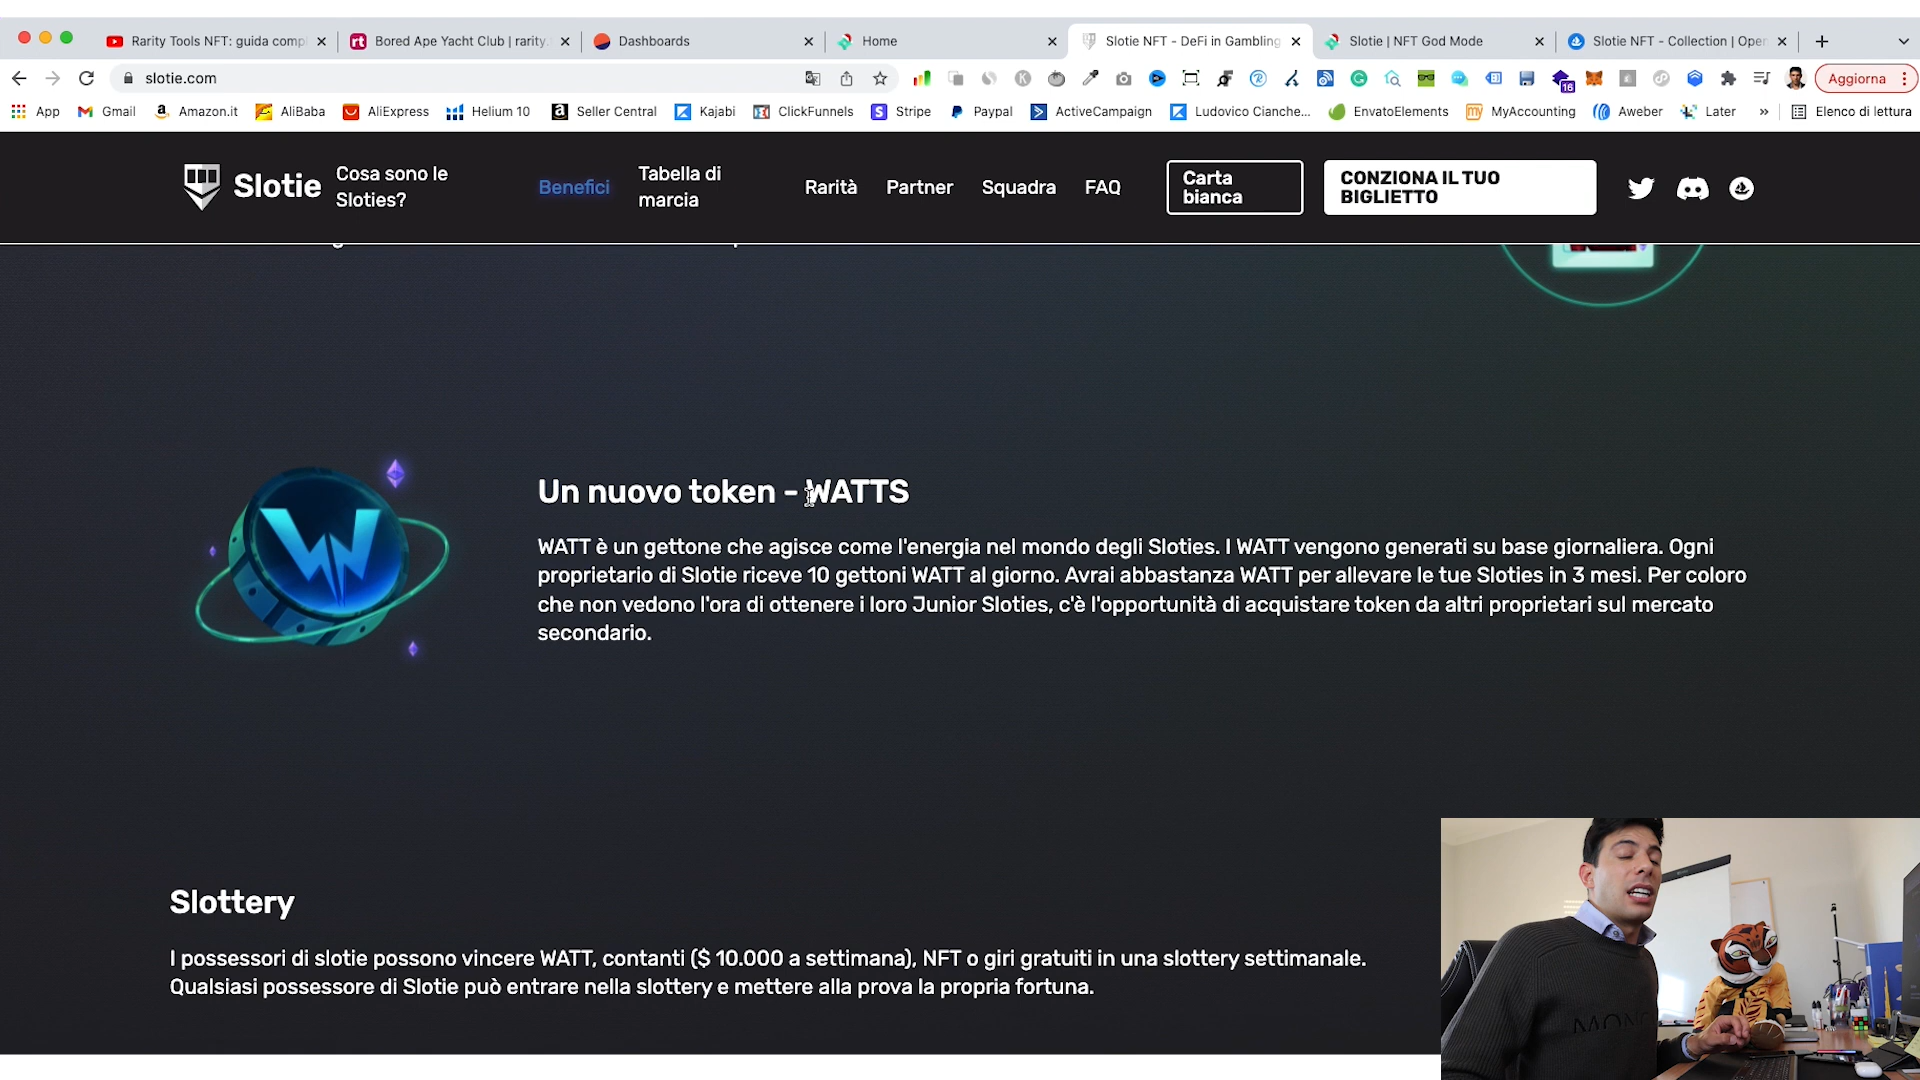 Rarity Tools NFT: guida comp
Bored Ape Yacht Club | rarity.
Dashboards
Home
Slotie NFT - DeFi in Gambling
Slotie | NFT God Mode
Slotie NFT - Collection | Ope
slotie.com
16
Aggiorna
App
Gmail
Amazon.it
AliBaba
AliExpress
Helium 10
Seller Central
Kajabi
ClickFunnels
Stripe
Paypal
ActiveCampaign
Ludovico Cianche...
EnvatoElements
MyAccounting
Aweber
Later
»
Elenco di lettura
Slotie
Cosa sono le
Sloties?
Benefici
Tabella di
marcia
Rarità
Partner
Squadra
FAQ
Carta
bianca
CONZIONA IL TUO
BIGLIETTO
Un nuovo token - WATTS
WATT è un gettone che agisce come l'energia nel mondo degli Sloties. I WATT vengono generati su base giornaliera. Ogni
proprietario di Slotie riceve 10 gettoni WATT al giorno. Avrai abbastanza WATT per allevare le tue Sloties in 3 mesi. Per coloro
che non vedono l'ora di ottenere i loro Junior Sloties, c'è l'opportunità di acquistare token da altri proprietari sul mercato
secondario.
Slottery
I possessori di slotie possono vincere WATT, contanti ($ 10.000 a settimana), NFT o giri gratuiti in una slottery settimanale.
Qualsiasi possessore di Slotie può entrare nella slottery e mettere alla prova la propria fortuna.